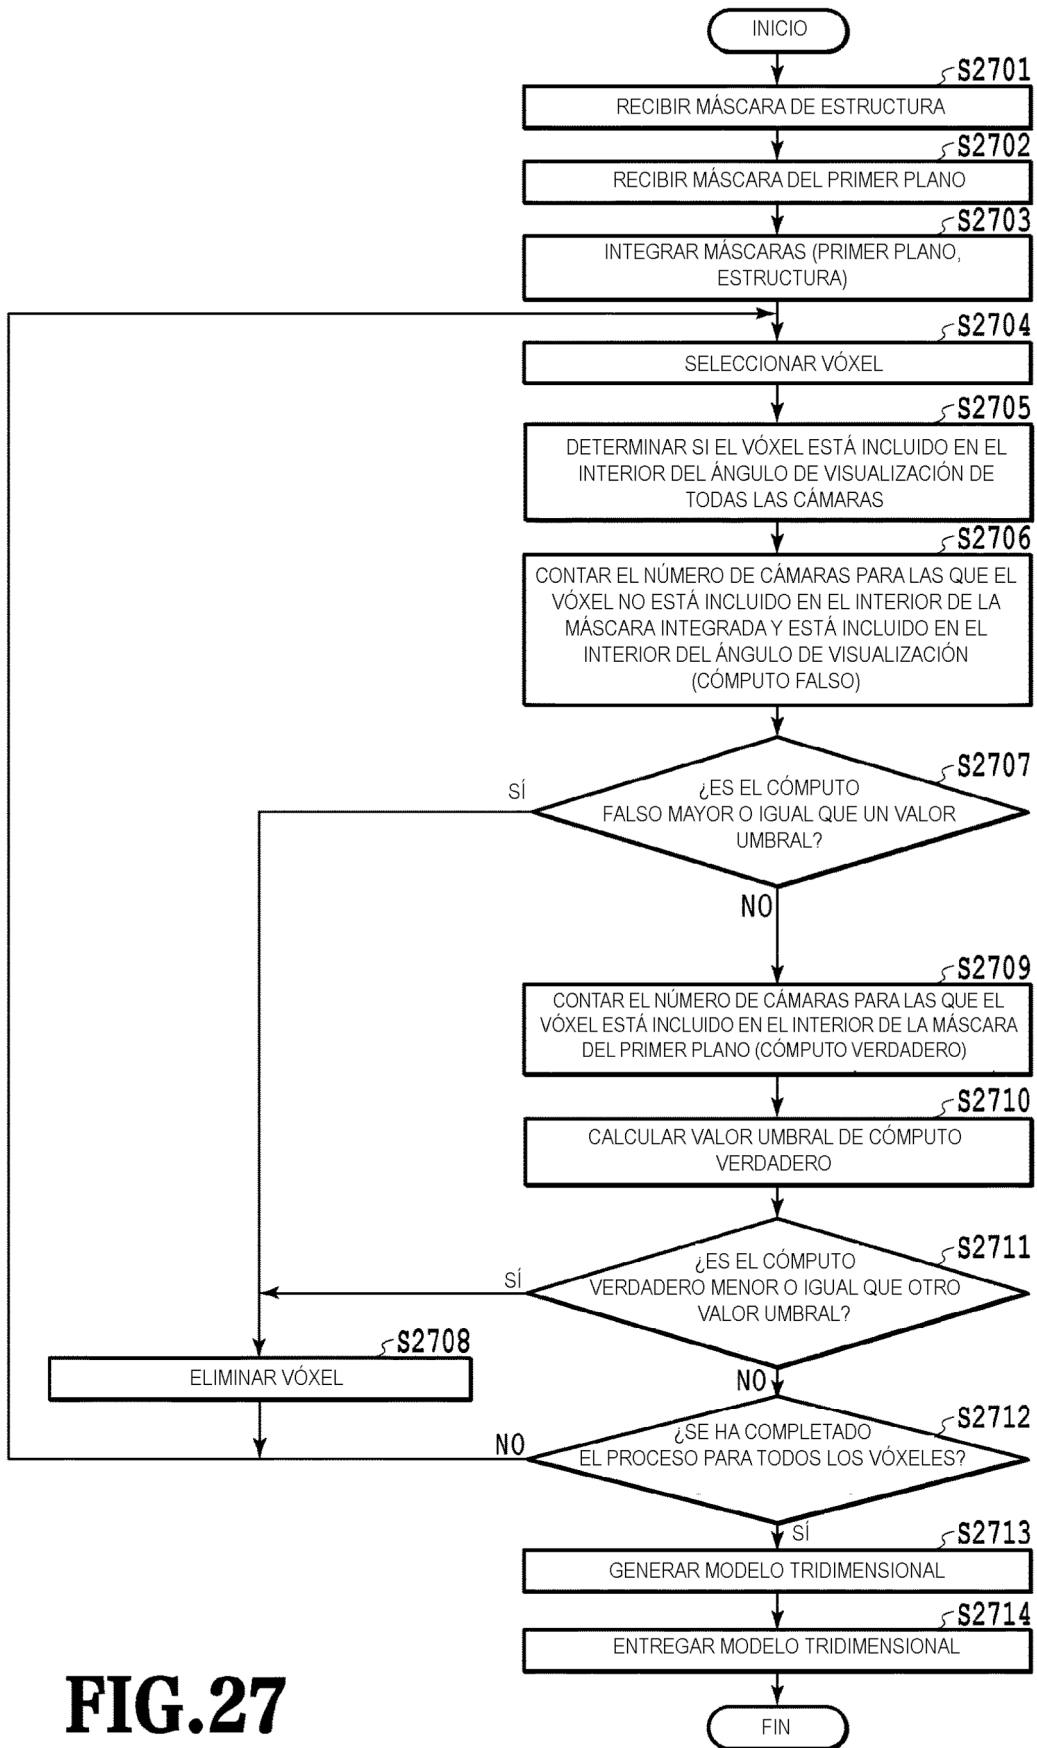 INICIO
S2701
RECIBIR MÁSCARA DE ESTRUCTURA
S2702
RECIBIR MÁSCARA DEL PRIMER PLANO
S2703
INTEGRAR MÁSCARAS (PRIMER PLANO,
ESTRUCTURA)
S2704
SELECCIONAR VÓXEL
S2705
DETERMINAR SI EL VÓXEL ESTÁ INCLUIDO EN EL
INTERIOR DEL ÁNGULO DE VISUALIZACIÓN DE
TODAS LAS CÁMARAS
S2706
CONTAR EL NÚMERO DE CÁMARAS PARA LAS QUE EL
VÓXEL NO ESTÁ INCLUIDO EN EL INTERIOR DE LA
MÁSCARA INTEGRADA Y ESTÁ INCLUIDO EN EL
INTERIOR DEL ÁNGULO DE VISUALIZACIÓN
(CÓMPUTO FALSO)
S2707
¿ES EL CÓMPUTO
FALSO MAYOR O IGUAL QUE UN VALOR
UMBRAL?
SÍ
NO
S2709
CONTAR EL NÚMERO DE CÁMARAS PARA LAS QUE EL
VÓXEL ESTÁ INCLUIDO EN EL INTERIOR DE LA MÁSCARA
DEL PRIMER PLANO (CÓMPUTO VERDADERO)
S2710
CALCULAR VALOR UMBRAL DE CÓMPUTO
VERDADERO
S2711
¿ES EL CÓMPUTO
VERDADERO MENOR O IGUAL QUE OTRO
VALOR UMBRAL?
SÍ
NO
S2708
ELIMINAR VÓXEL
S2712
¿SE HA COMPLETADO
EL PROCESO PARA TODOS LOS VÓXELES?
NO
SÍ
S2713
GENERAR MODELO TRIDIMENSIONAL
S2714
ENTREGAR MODELO TRIDIMENSIONAL
FIN
FIG.27